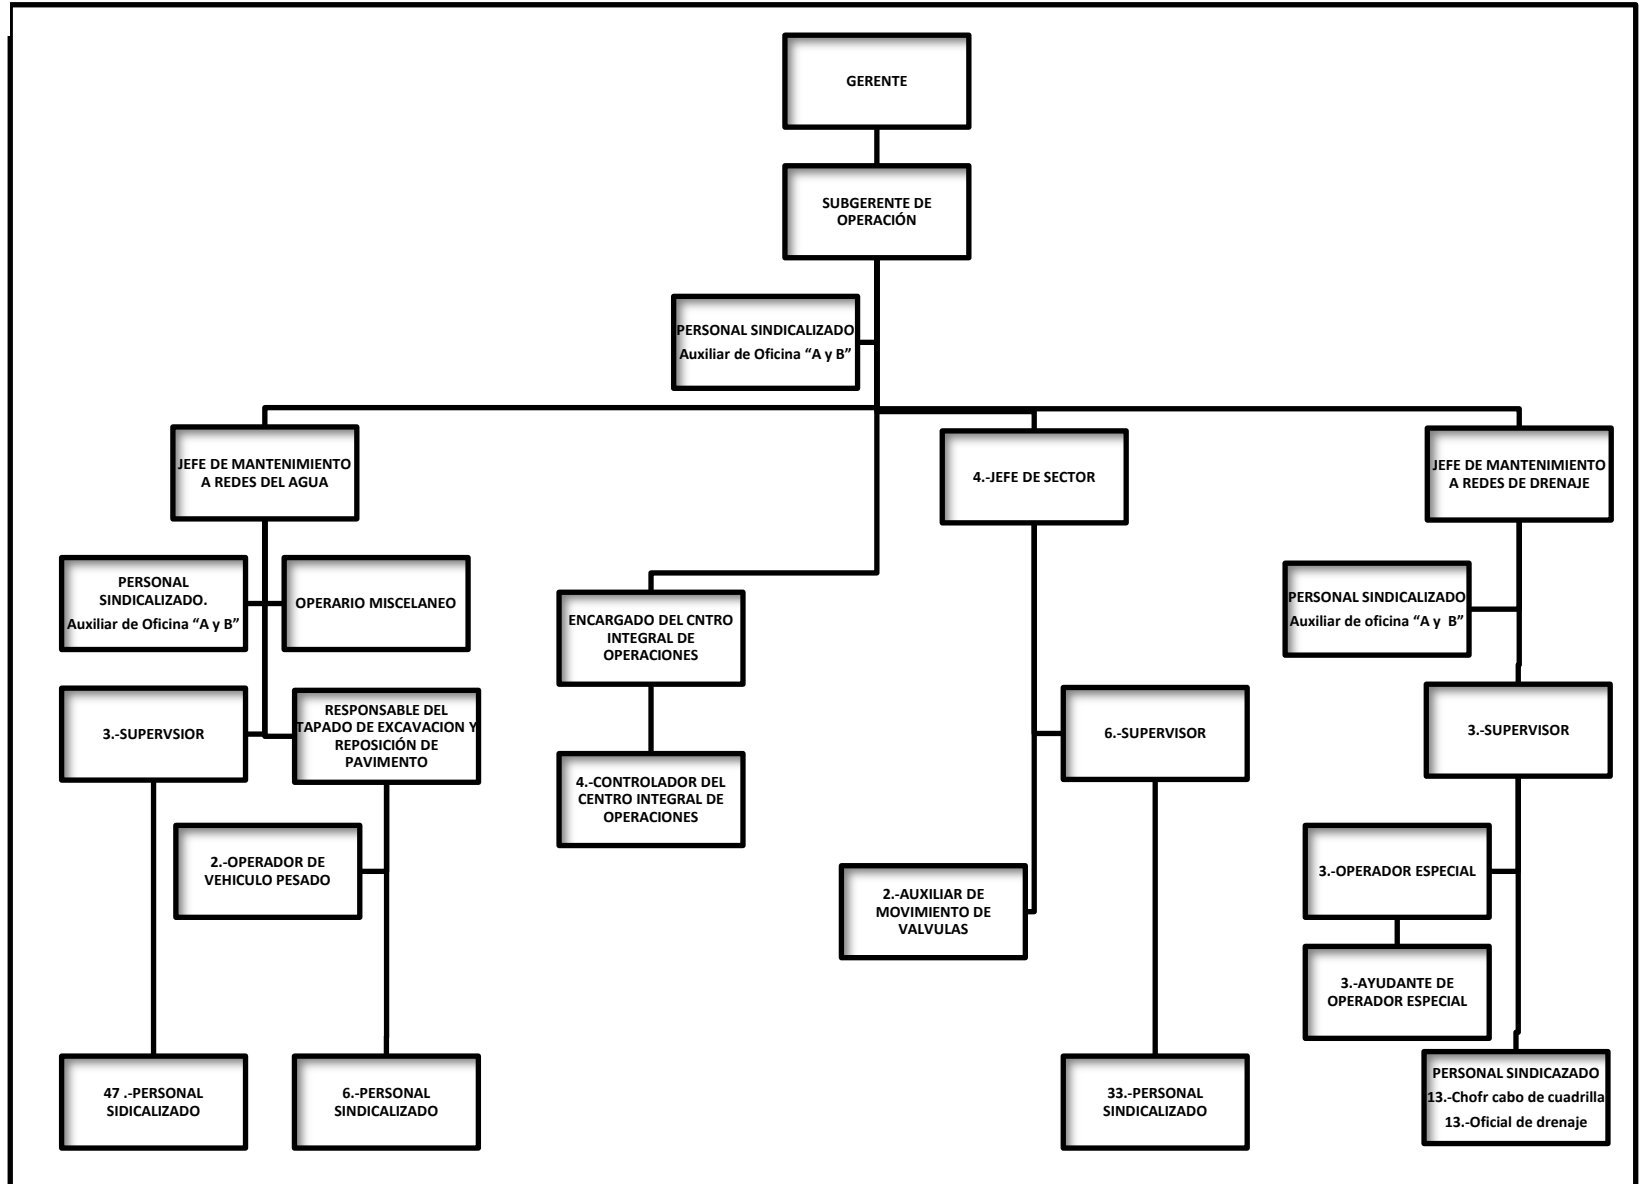 GERENTE
SUBGERENTE DE
OPERACIÓN
PERSONAL SINDICALIZADO
Auxiliar de Oficina “A y B”
JEFE DE MANTENIMIENTO
A REDES DEL AGUA
4.-JEFE DE SECTOR
JEFE DE MANTENIMIENTO
A REDES DE DRENAJE
PERSONAL
SINDICALIZADO.
Auxiliar de Oficina “A y B”
OPERARIO MISCELANEO
ENCARGADO DEL CNTRO
INTEGRAL DE
OPERACIONES
PERSONAL SINDICALIZADO
Auxiliar de oficina “A y  B”
3.-SUPERVSIOR
RESPONSABLE DEL
TAPADO DE EXCAVACION Y
REPOSICIÓN DE
PAVIMENTO
6.-SUPERVISOR
3.-SUPERVISOR
4.-CONTROLADOR DEL
CENTRO INTEGRAL DE
OPERACIONES
2.-OPERADOR DE
VEHICULO PESADO
2.-AUXILIAR DE
MOVIMIENTO DE
VALVULAS
3.-OPERADOR ESPECIAL
3.-AYUDANTE DE
OPERADOR ESPECIAL
47 .-PERSONAL
SIDICALIZADO
6.-PERSONAL
SINDICALIZADO
33.-PERSONAL
SINDICALIZADO
PERSONAL SINDICAZADO
13.-Chofr cabo de cuadrilla
13.-Oficial de drenaje